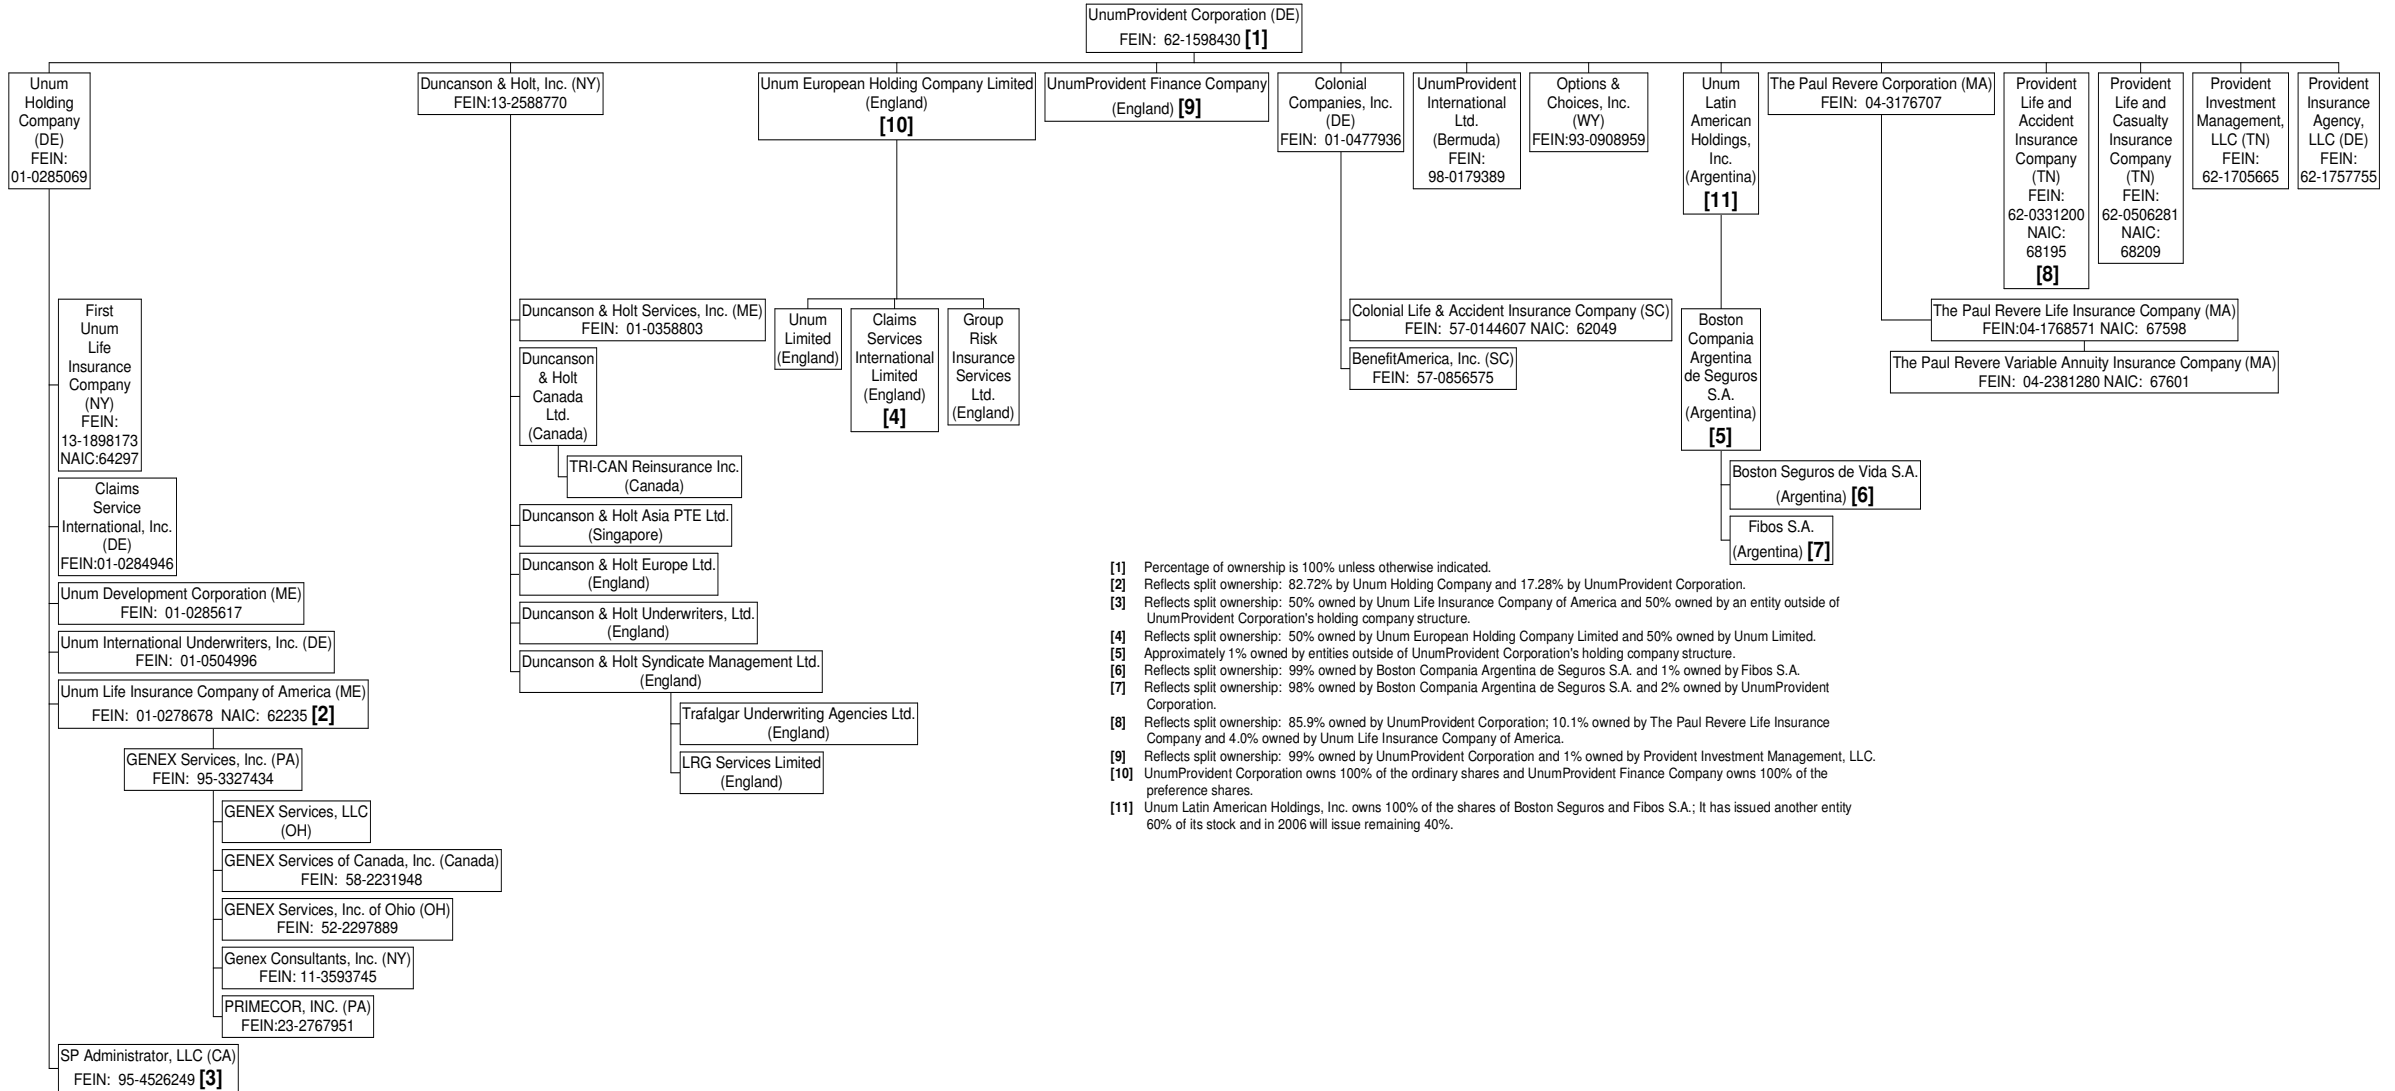 UnumProvident Corporation (DE)
FEIN: 62-1598430 [1]
Unum
Holding
Company
(DE)
FEIN:
01-0285069
Duncanson & Holt, Inc. (NY)
FEIN:13-2588770
Unum European Holding Company Limited
(England)
[10]
UnumProvident Finance Company
(England) [9]
Colonial
Companies, Inc.
(DE)
FEIN: 01-0477936
UnumProvident
International
Ltd.
(Bermuda)
FEIN:
98-0179389
Options &
Choices, Inc.
(WY)
FEIN:93-0908959
Unum
Latin
American
Holdings,
Inc.
(Argentina)
[11]
The Paul Revere Corporation (MA)
FEIN: 04-3176707
Provident
Life and
Accident
Insurance
Company
(TN)
FEIN:
62-0331200
NAIC:
68195
[8]
Provident
Life and
Casualty
Insurance
Company
(TN)
FEIN:
62-0506281
NAIC:
68209
Provident
Investment
Management,
LLC (TN)
FEIN:
62-1705665
Provident
Insurance
Agency,
LLC (DE)
FEIN:
62-1757755
First
Unum
Life
Insurance
Company
(NY)
FEIN:
13-1898173
NAIC:64297
Claims
Service
International, Inc.
(DE)
FEIN:01-0284946
Unum Development Corporation (ME)
FEIN: 01-0285617
Unum International Underwriters, Inc. (DE)
FEIN: 01-0504996
Unum Life Insurance Company of America (ME)
FEIN: 01-0278678 NAIC: 62235 [2]
GENEX Services, Inc. (PA)
FEIN: 95-3327434
GENEX Services, LLC
(OH)
GENEX Services of Canada, Inc. (Canada)
FEIN: 58-2231948
GENEX Services, Inc. of Ohio (OH)
FEIN: 52-2297889
Genex Consultants, Inc. (NY)
FEIN: 11-3593745
PRIMECOR, INC. (PA)
FEIN:23-2767951
SP Administrator, LLC (CA)
FEIN: 95-4526249 [3]
Duncanson & Holt Services, Inc. (ME)
FEIN: 01-0358803
Duncanson
& Holt
Canada
Ltd.
(Canada)
TRI-CAN Reinsurance Inc.
(Canada)
Duncanson & Holt Asia PTE Ltd.
(Singapore)
Duncanson & Holt Europe Ltd.
(England)
Duncanson & Holt Underwriters, Ltd.
(England)
Duncanson & Holt Syndicate Management Ltd.
(England)
Trafalgar Underwriting Agencies Ltd.
(England)
LRG Services Limited
(England)
Unum
Limited
(England)
Claims
Services
International
Limited
(England)
[4]
Group
Risk
Insurance
Services
Ltd.
(England)
Colonial Life & Accident Insurance Company (SC)
FEIN: 57-0144607 NAIC: 62049
BenefitAmerica, Inc. (SC)
FEIN: 57-0856575
Boston
Compania
Argentina
de Seguros
S.A.
(Argentina)
[5]
Boston Seguros de Vida S.A.
(Argentina) [6]
Fibos S.A.
(Argentina) [7]
The Paul Revere Life Insurance Company (MA)
FEIN:04-1768571 NAIC: 67598
The Paul Revere Variable Annuity Insurance Company (MA)
FEIN: 04-2381280 NAIC: 67601
[1] Percentage of ownership is 100% unless otherwise indicated.
[2] Reflects split ownership: 82.72% by Unum Holding Company and 17.28% by UnumProvident Corporation.
[3] Reflects split ownership: 50% owned by Unum Life Insurance Company of America and 50% owned by an entity outside of
UnumProvident Corporation's holding company structure.
[4] Reflects split ownership: 50% owned by Unum European Holding Company Limited and 50% owned by Unum Limited.
[5] Approximately 1% owned by entities outside of UnumProvident Corporation's holding company structure.
[6] Reflects split ownership: 99% owned by Boston Compania Argentina de Seguros S.A. and 1% owned by Fibos S.A.
[7] Reflects split ownership: 98% owned by Boston Compania Argentina de Seguros S.A. and 2% owned by UnumProvident
Corporation.
[8] Reflects split ownership: 85.9% owned by UnumProvident Corporation; 10.1% owned by The Paul Revere Life Insurance
Company and 4.0% owned by Unum Life Insurance Company of America.
[9] Reflects split ownership: 99% owned by UnumProvident Corporation and 1% owned by Provident Investment Management, LLC.
[10] UnumProvident Corporation owns 100% of the ordinary shares and UnumProvident Finance Company owns 100% of the
preference shares.
[11] Unum Latin American Holdings, Inc. owns 100% of the shares of Boston Seguros and Fibos S.A.; It has issued another entity
60% of its stock and in 2006 will issue remaining 40%.